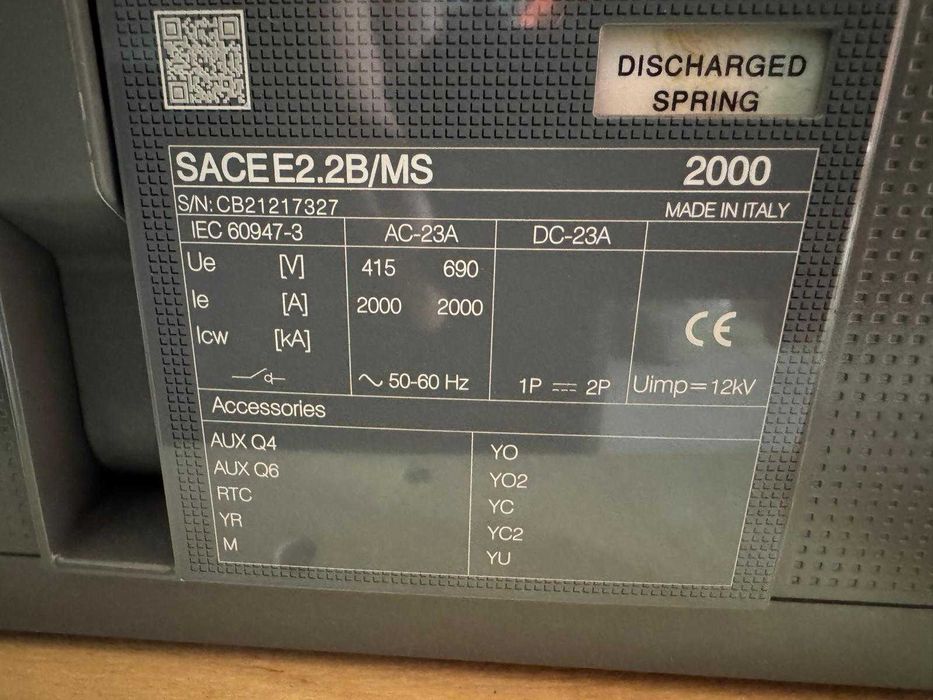 DISCHARGED
SPRING
SACE E2.2B/MS 2000
S/N: CB21217327 MADE IN ITALY
IEC 60947-3 AC-23A DC-23A
Ue [V] 415 690
Ie [A] 2000 2000
Icw [kA]
CE
~ 50-60 Hz 1P ⎓ 2P Uimp=12kV
Accessories
AUX Q4 YO
AUX Q6 YO2
RTC YC
YR YC2
M YU